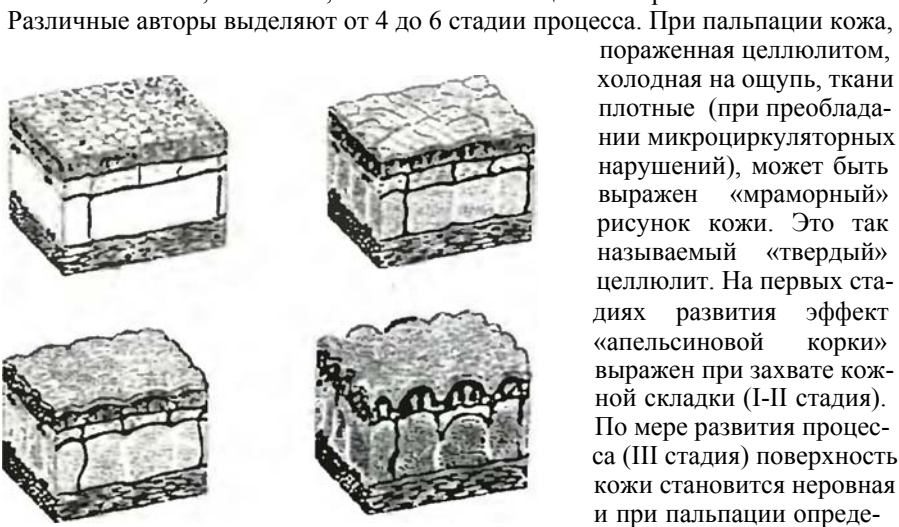 Различные авторы выделяют от 4 до 6 стадии процесса. При пальпации кожа,
пораженная целлюлитом,
холодная на ощупь, ткани
плотные (при преоблада-
нии микроциркуляторных
нарушений), может быть
выражен «мраморный»
рисунок кожи. Это так
называемый «твердый»
целлюлит. На первых ста-
диях развития эффект
«апельсиновой корки»
выражен при захвате кож-
ной складки (I-II стадия).
По мере развития процес-
са (III стадия) поверхность
кожи становится неровная
и при пальпации опреде-